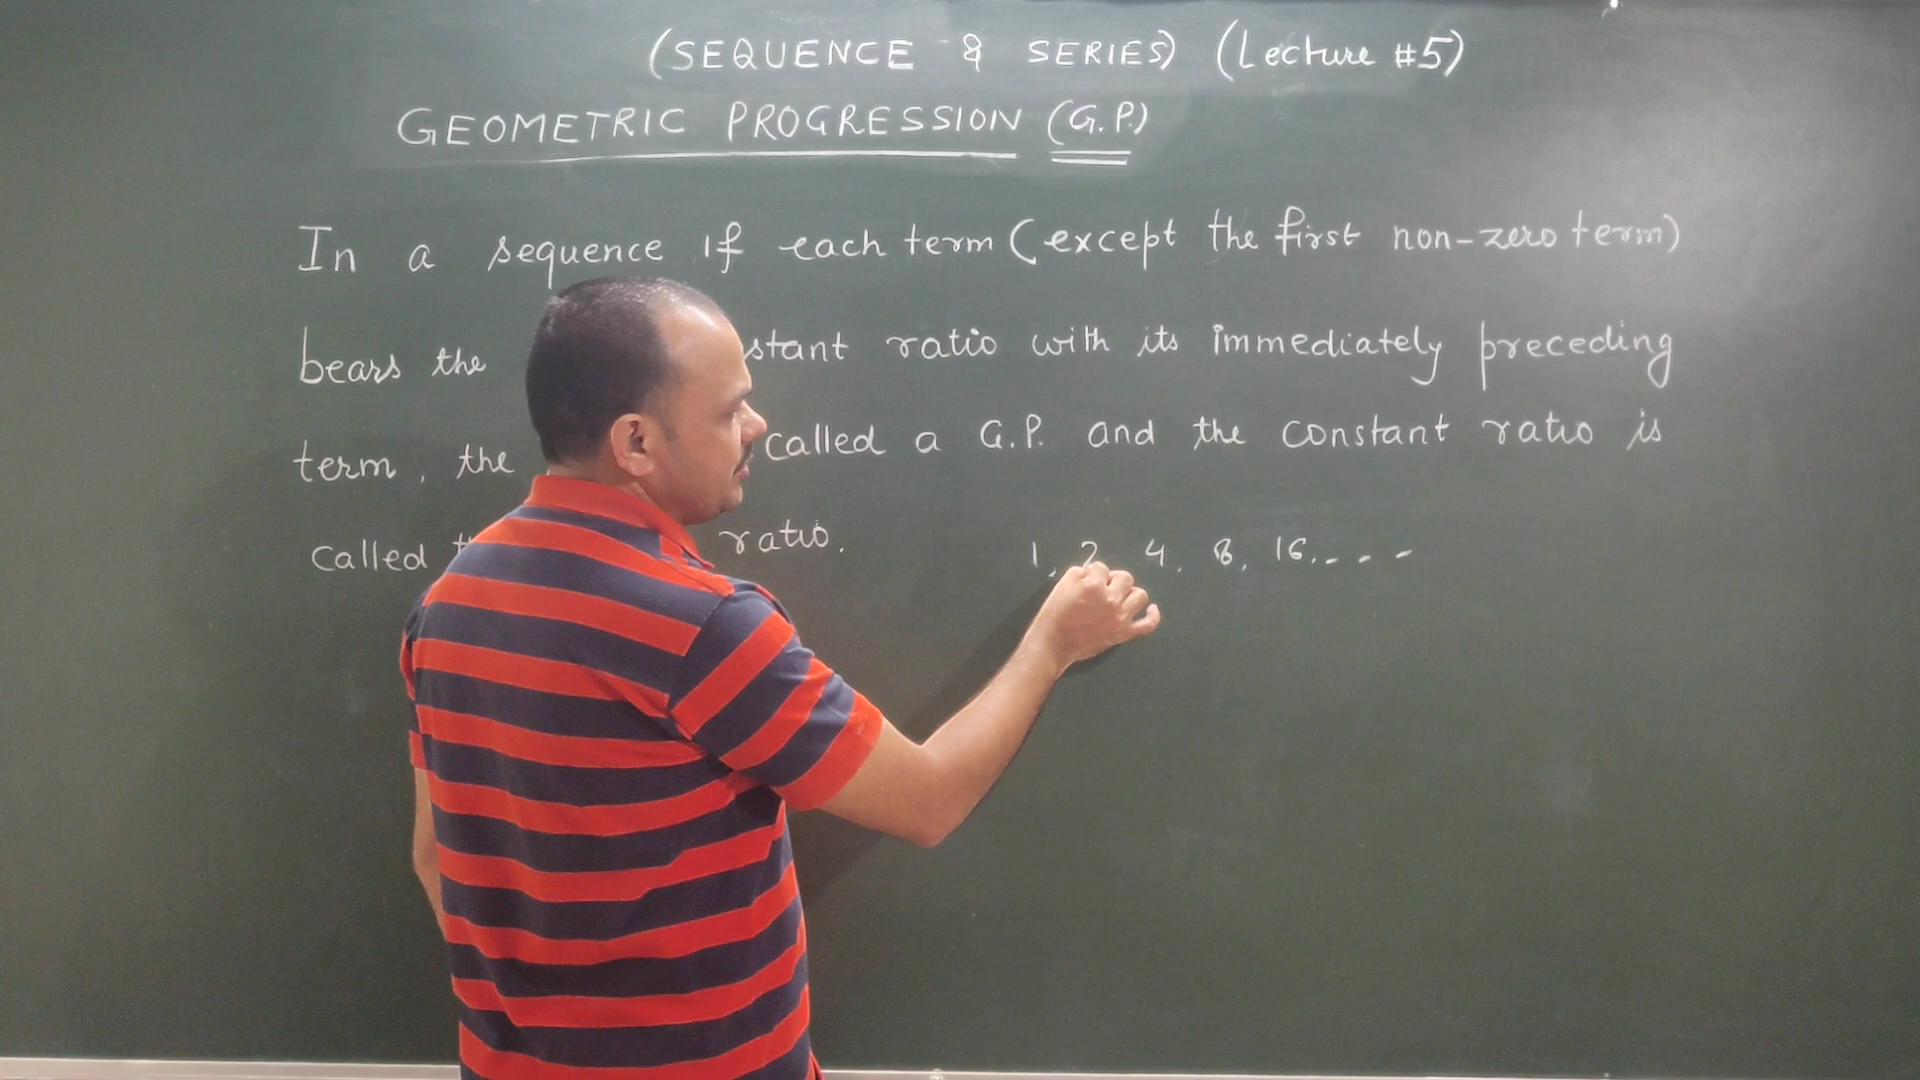 (SEQUENCE & SERIES) (Lecture #5)
GEOMETRIC PROGRESSION (G.P.)
In a sequence if each term (except the first non-zero term)
bears the stant ratio with its immediately preceding
term, the called a G.P. and the constant ratio is
called ratio.
1, 2, 4, 8, 16, - - -